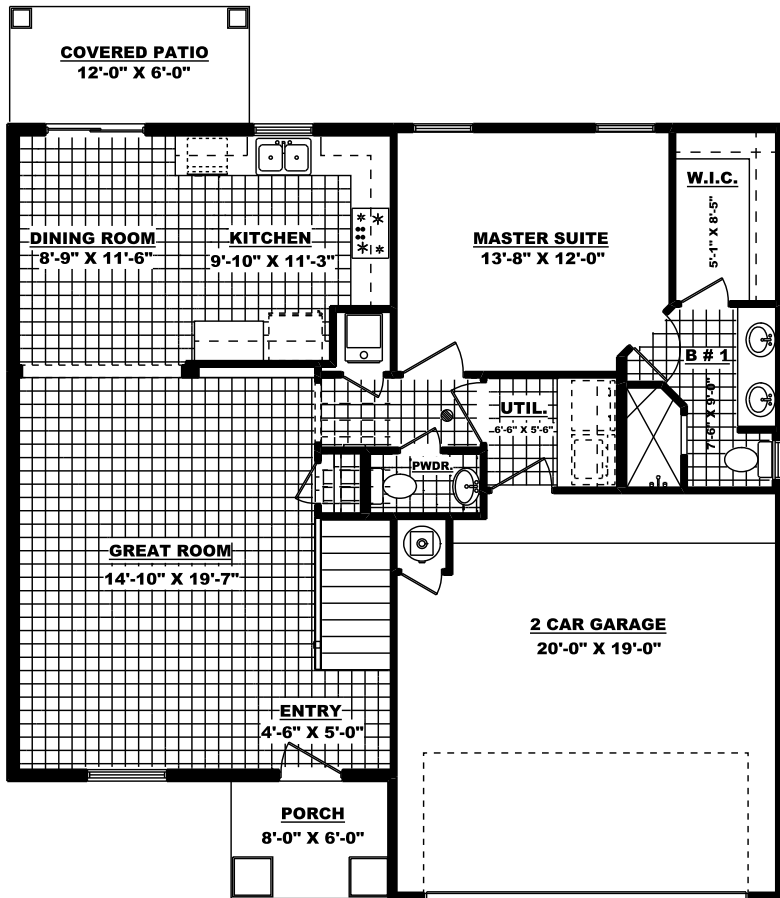 COVERED PATIO
12'-0" X 6'-0"
W.I.C.
5'-1" X 8'-5"
DINING ROOM
8'-9" X 11'-6"
KITCHEN
9'-10" X 11'-3"
MASTER SUITE
13'-8" X 12'-0"
B # 1
7'-6" X 9'-0"
UTIL.
6'-6" X 5'-6"
PWDR.
GREAT ROOM
14'-10" X 19'-7"
2 CAR GARAGE
20'-0" X 19'-0"
ENTRY
4'-6" X 5'-0"
PORCH
8'-0" X 6'-0"